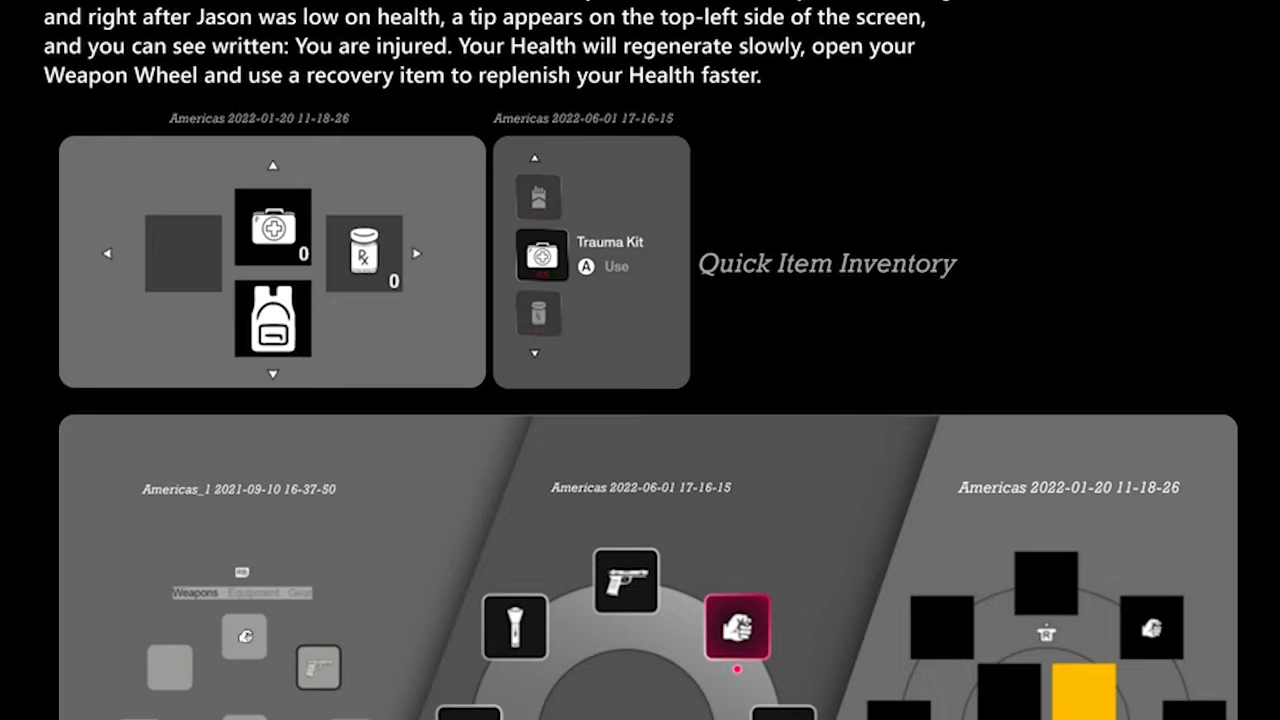 and right after Jason was low on health, a tip appears on the top-left side of the screen,
and you can see written: You are injured. Your Health will regenerate slowly, open your
Weapon Wheel and use a recovery item to replenish your Health faster.
Americas 2022-01-20 11-18-26
Americas 2022-06-01 17-16-15
0
0
Rx
Trauma Kit
A Use
Quick Item Inventory
Americas_1 2021-09-10 16-37-50
Americas 2022-06-01 17-16-15
Americas 2022-01-20 11-18-26
RB
Weapons Equipment Gear
R